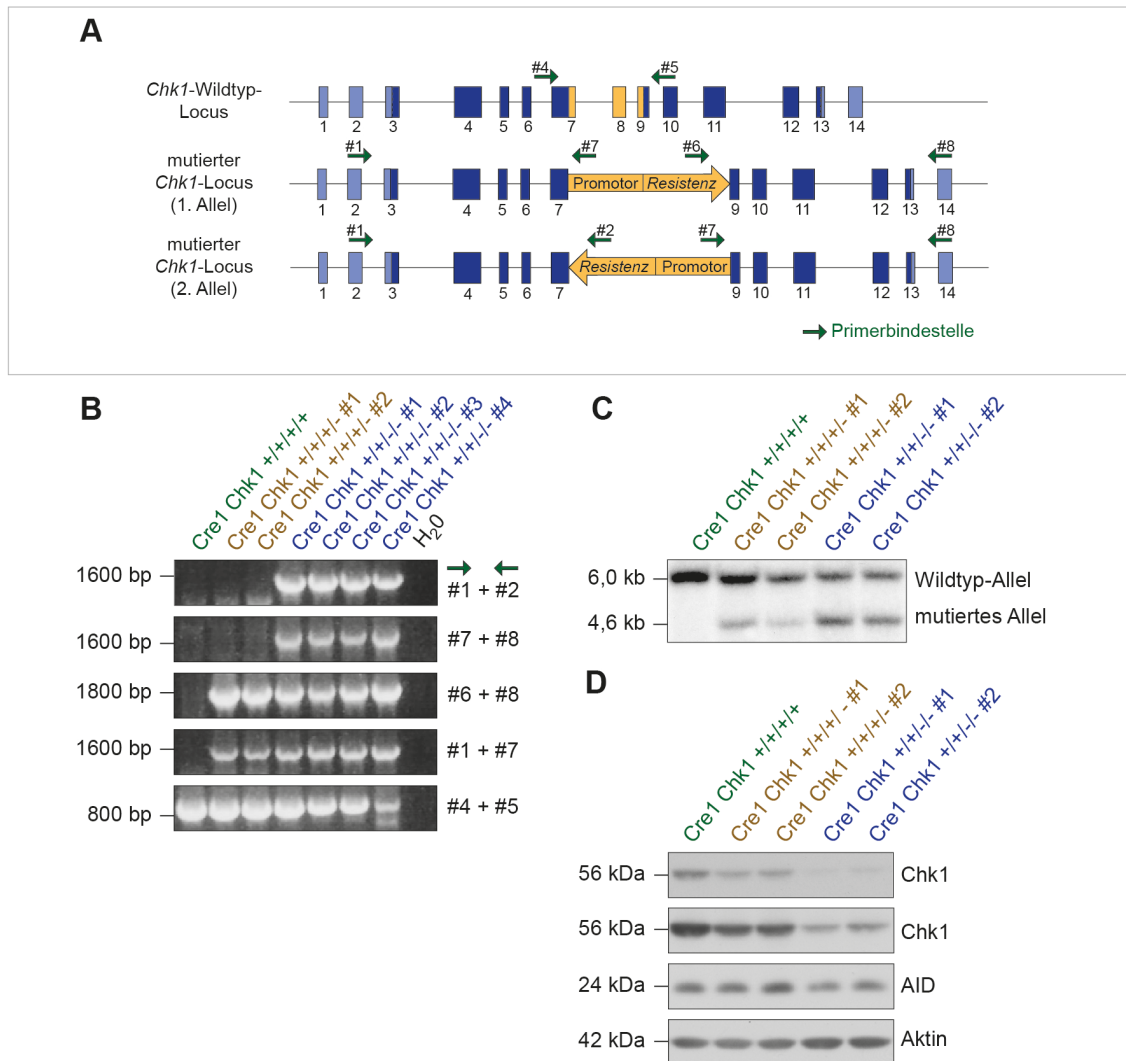 A
Chk1-Wildtyp-
Locus
#4 #5
1 2 3 4 5 6 7 8 9 10 11 12 13 14
mutierter
Chk1-Locus
(1. Allel)
#1 #7 #6 #8
Promotor Resistenz
1 2 3 4 5 6 7 9 10 11 12 13 14
mutierter
Chk1-Locus
(2. Allel)
#1 #2 #7 #8
Resistenz Promotor
1 2 3 4 5 6 7 9 10 11 12 13 14
Primerbindestelle
B
Cre1 Chk1 +/+/+/+
Cre1 Chk1 +/+/+/- #1
Cre1 Chk1 +/+/+/- #2
Cre1 Chk1 +/+/-/- #1
Cre1 Chk1 +/+/-/- #2
Cre1 Chk1 +/+/-/- #3
Cre1 Chk1 +/+/-/- #4
H20
1600 bp #1 + #2
1600 bp #7 + #8
1800 bp #6 + #8
1600 bp #1 + #7
800 bp #4 + #5
C
Cre1 Chk1 +/+/+/+
Cre1 Chk1 +/+/+/- #1
Cre1 Chk1 +/+/+/- #2
Cre1 Chk1 +/+/-/- #1
Cre1 Chk1 +/+/-/- #2
6,0 kb Wildtyp-Allel
4,6 kb mutiertes Allel
D
Cre1 Chk1 +/+/+/+
Cre1 Chk1 +/+/+/- #1
Cre1 Chk1 +/+/+/- #2
Cre1 Chk1 +/+/-/- #1
Cre1 Chk1 +/+/-/- #2
56 kDa Chk1
56 kDa Chk1
24 kDa AID
42 kDa Aktin